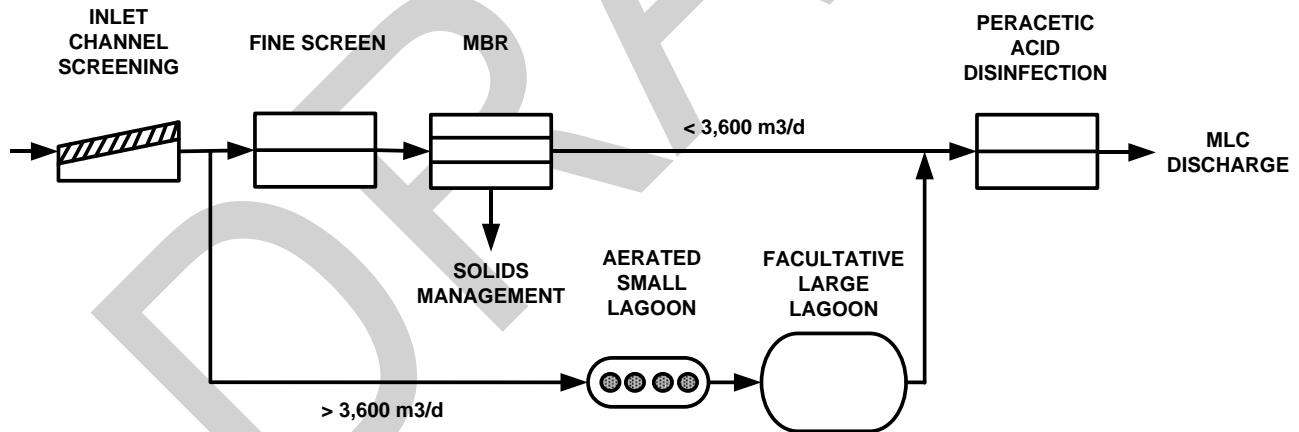 INLET
CHANNEL
SCREENING
FINE SCREEN
MBR
PERACETIC
ACID
DISINFECTION
< 3,600 m3/d
MLC
DISCHARGE
SOLIDS
MANAGEMENT
AERATED
SMALL
LAGOON
FACULTATIVE
LARGE
LAGOON
> 3,600 m3/d